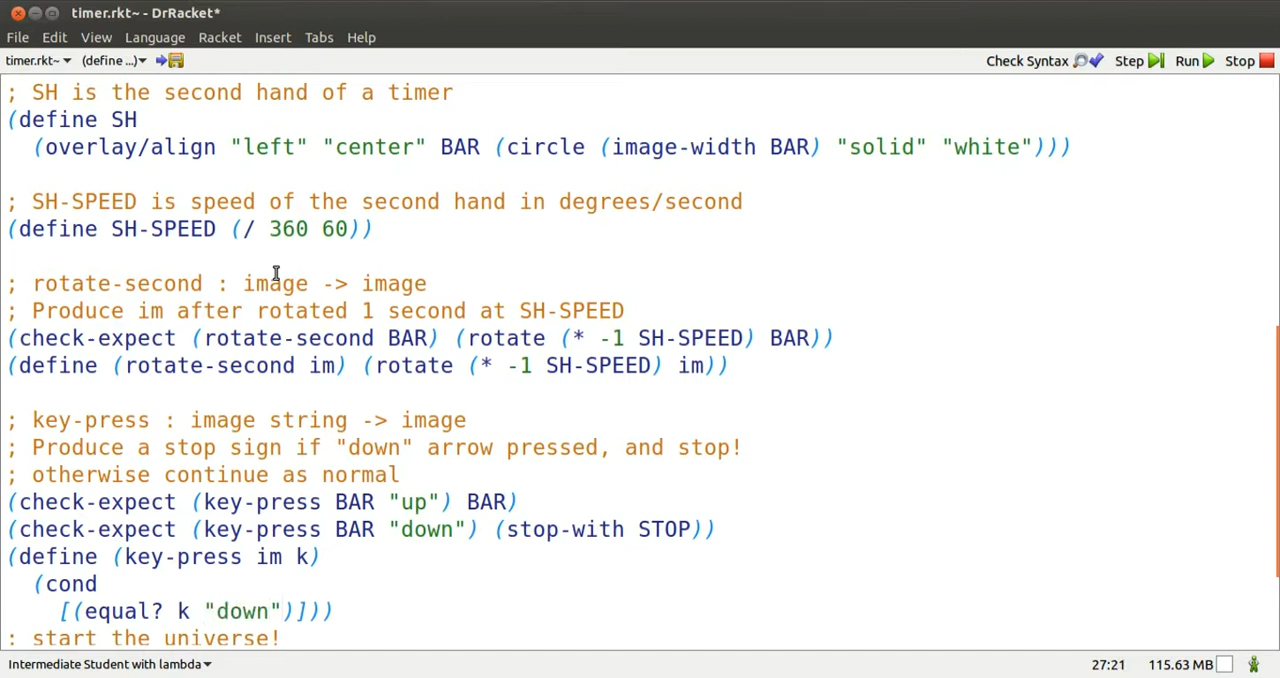 timer.rkt~ - DrRacket*
File Edit View Language Racket Insert Tabs Help
timer.rkt~ (define ...) Check Syntax Step Run Stop
; SH is the second hand of a timer
(define SH
(overlay/align "left" "center" BAR (circle (image-width BAR) "solid" "white")))
; SH-SPEED is speed of the second hand in degrees/second
(define SH-SPEED (/ 360 60))
; rotate-second : image -> image
; Produce im after rotated 1 second at SH-SPEED
(check-expect (rotate-second BAR) (rotate (* -1 SH-SPEED) BAR))
(define (rotate-second im) (rotate (* -1 SH-SPEED) im))
; key-press : image string -> image
; Produce a stop sign if "down" arrow pressed, and stop!
; otherwise continue as normal
(check-expect (key-press BAR "up") BAR)
(check-expect (key-press BAR "down") (stop-with STOP))
(define (key-press im k)
(cond
[(equal? k "down")]))
; start the universe!
Intermediate Student with lambda 27:21 115.63 MB